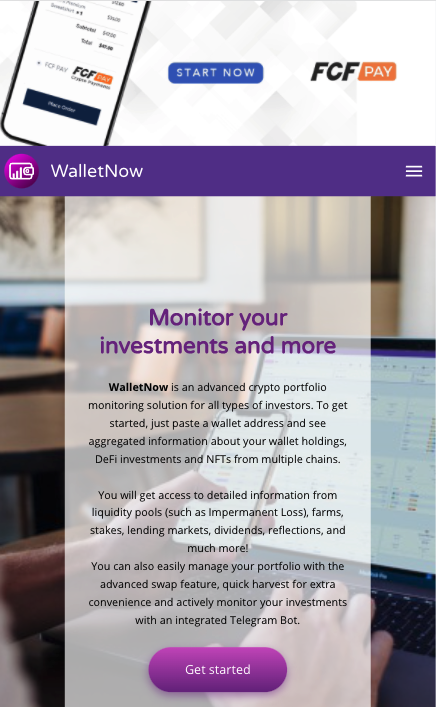 Subtotal
Total
FCF PAY
FCF PAY
Place Order
START NOW
FCF PAY
WalletNow
Monitor your
investments and more
WalletNow is an advanced crypto portfolio
monitoring solution for all types of investors. To get
started, just paste a wallet address and see
aggregated information about your wallet holdings,
DeFi investments and NFTs from multiple chains.
You will get access to detailed information from
liquidity pools (such as Impermanent Loss), farms,
stakes, lending markets, dividends, reflections, and
much more!
You can also easily manage your portfolio with the
advanced swap feature, quick harvest for extra
convenience and actively monitor your investments
with an integrated Telegram Bot.
Get started